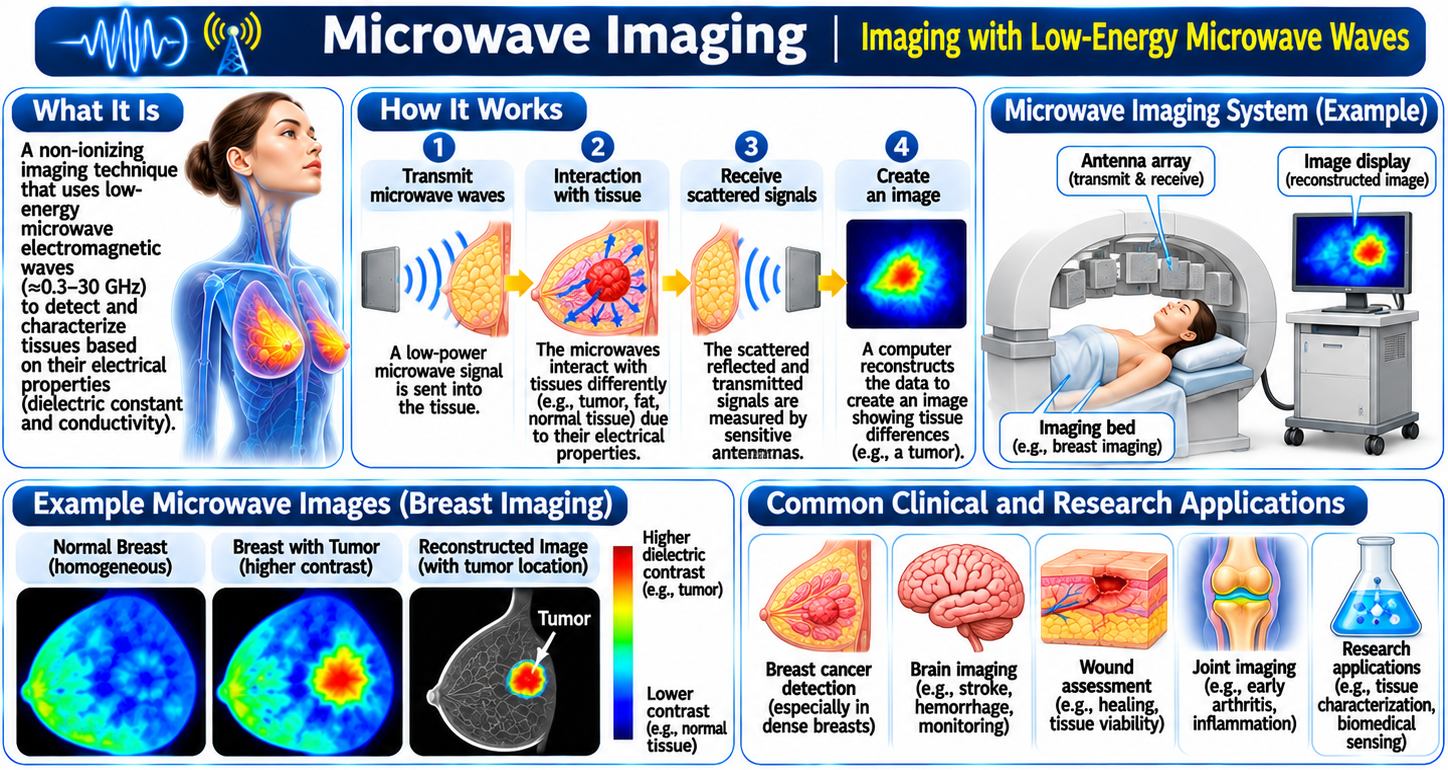 Microwave Imaging
Imaging with Low-Energy Microwave Waves
What It Is
A non-ionizing
imaging technique
that uses low-
energy
microwave
electromagnetic
waves
(≈0.3–30 GHz)
to detect and
characterize
tissues based
on their electrical
properties
(dielectric constant
and conductivity).
How It Works
1
Transmit
microwave waves
A low-power
microwave signal
is sent into
the tissue.
2
Interaction
with tissue
The microwaves
interact with
tissues differently
(e.g., tumor, fat,
normal tissue) due
to their electrical
properties.
3
Receive
scattered signals
The scattered
reflected and
transmitted
signals are
measured by
sensitive
4
Create
an image
A computer
reconstructs
the data to
create an image
showing tissue
differences
(e.g., a tumor).
Microwave Imaging System (Example)
Antenna array
(transmit & receive)
Image display
(reconstructed image)
Imaging bed
(e.g., breast imaging)
Example Microwave Images (Breast Imaging)
Normal Breast
(homogeneous)
Breast with Tumor
(higher contrast)
Reconstructed Image
(with tumor location)
Tumor
Higher
dielectric
contrast
(e.g., tumor)
Lower
contrast
(e.g., normal
tissue)
Common Clinical and Research Applications
Breast cancer
detection
(especially in
dense breasts)
Brain imaging
(e.g., stroke,
hemorrhage,
monitoring)
Wound
assessment
(e.g., healing,
tissue viability)
Joint imaging
(e.g., early
arthritis,
inflammation)
Research
applications
(e.g., tissue
characterization,
biomedical
sensing)